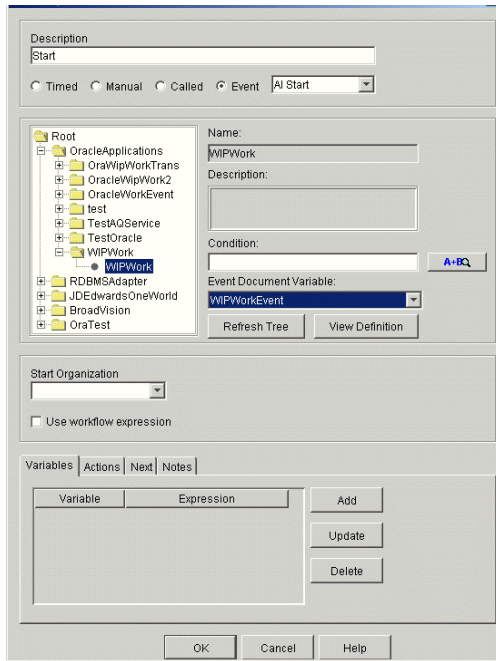 Description
Start
Timed Manual Called Event AI Start
Root
OracleApplications
OraWipWorkTrans
OracleWipWork2
OracleWorkEvent
test
TestAQService
TestOracle
WIPWork
WIPWork
RDBMSAdapter
JDEdwardsOneWorld
BroadVision
OraTest
Name:
WIPWork
Description:
Condition:
A+B
Event Document Variable:
WIPWorkEvent
Refresh Tree View Definition
Start Organization
Use workflow expression
Variables Actions Next Notes
Variable Expression
Add
Update
Delete
OK Cancel Help